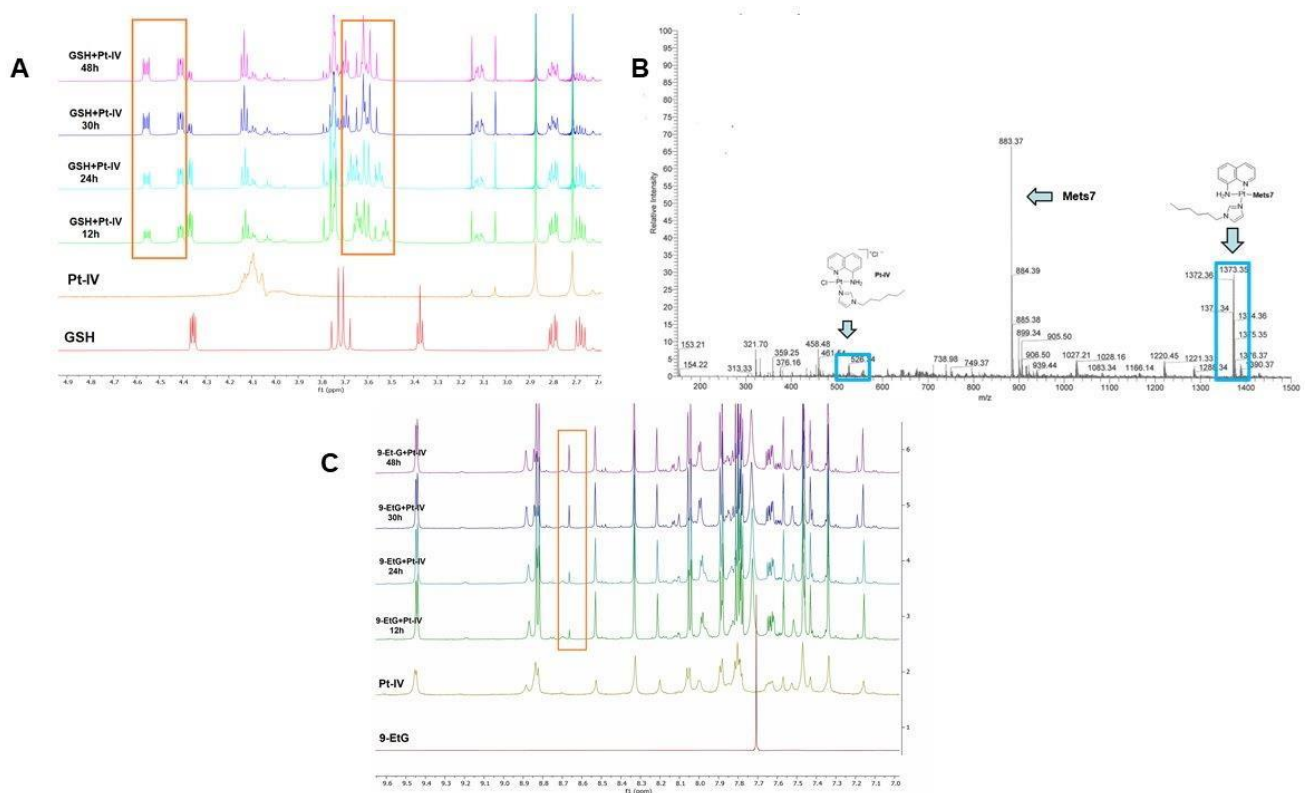 A
GSH+Pt-IV
48h
GSH+Pt-IV
30h
GSH+Pt-IV
24h
GSH+Pt-IV
12h
Pt-IV
GSH
4.9 4.8 4.7 4.6 4.5 4.4 4.3 4.2 4.1 4.0 3.9 3.8 3.7 3.6 3.5 3.4 3.3 3.2 3.1 3.0 2.9 2.8 2.7
f1 (ppm)
B
100
95
90
85
80
75
70
65
60
55
50
45
40
35
30
25
20
15
10
5
0
Relative Intensity
883.37
Mets7
884.39
885.38
899.34
905.50
906.50
939.44
153.21
154.22
321.70
313.33
359.25
376.16
458.48
738.98
749.37
1027.21
1028.16
1083.34
1166.14
1220.45
1221.33
1372.36
1373.35
1375.35
1376.37
1390.37
Cl⁻
Pt-IV
Cl-Pt-NH2
N
N
N
H2N-Pt-Mets7
N
200 300 400 500 600 700 800 900 1000 1100 1200 1300 1400 1500
m/z
C
9-Et-G+Pt-IV
48h
9-EtG+Pt-IV
30h
9-EtG+Pt-IV
24h
9-EtG+Pt-IV
12h
Pt-IV
9-EtG
6
5
4
3
2
1
9.6 9.5 9.4 9.3 9.2 9.1 9.0 8.9 8.8 8.7 8.6 8.5 8.4 8.3 8.2 8.1 8.0 7.9 7.8 7.7 7.6 7.5 7.4 7.3 7.2 7.1 7.0
f1 (ppm)